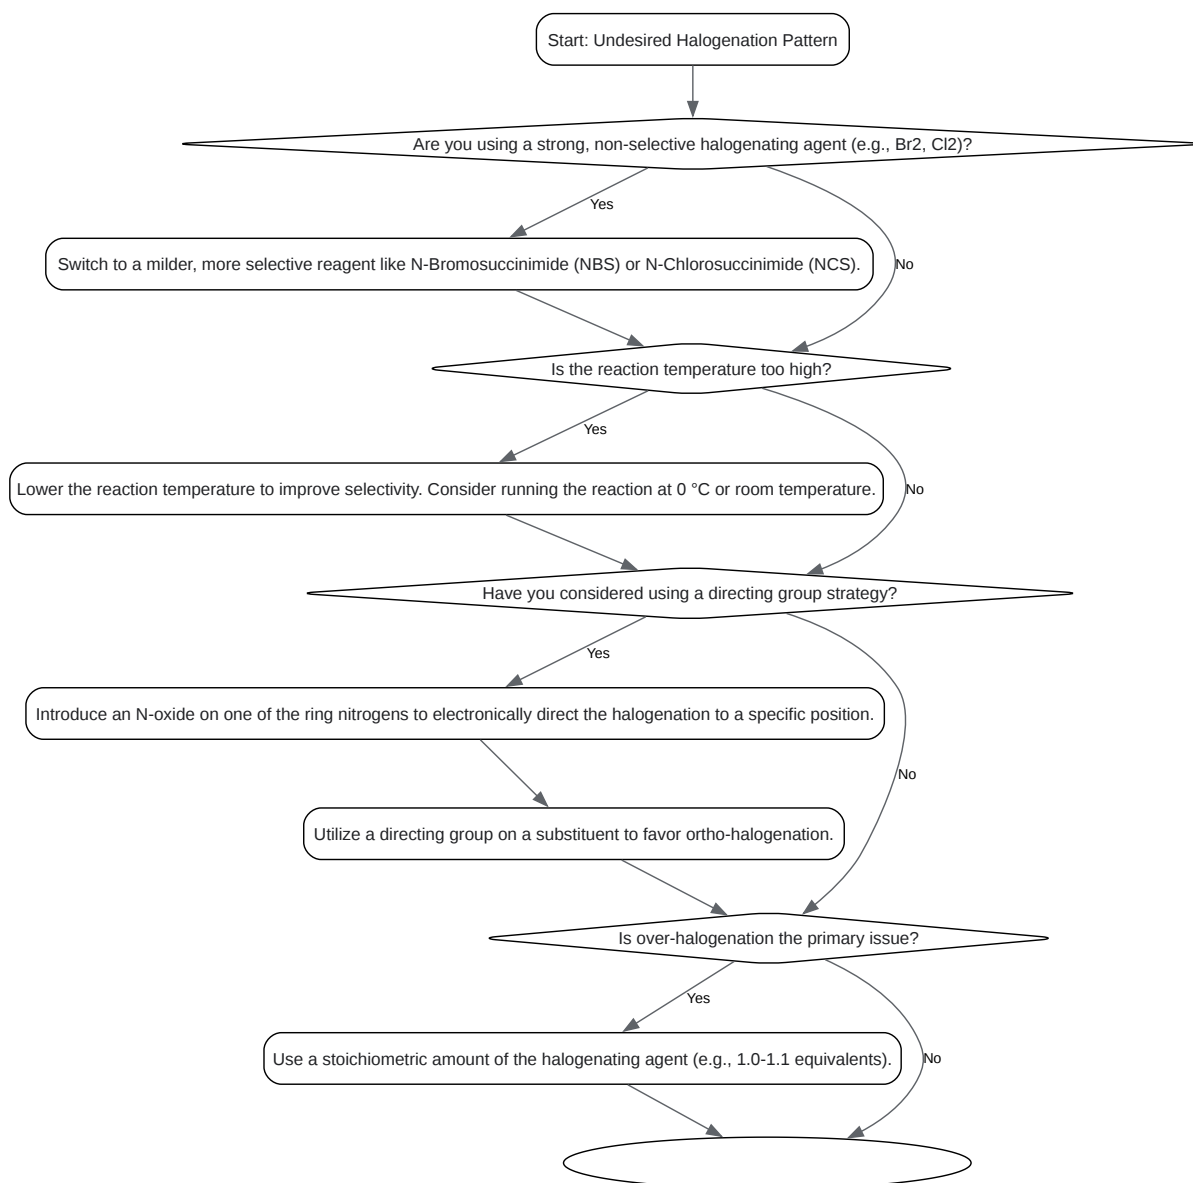 Start: Undesired Halogenation Pattern
Are you using a strong, non-selective halogenating agent (e.g., Br2, Cl2)?
Yes
Switch to a milder, more selective reagent like N-Bromosuccinimide (NBS) or N-Chlorosuccinimide (NCS).
No
Is the reaction temperature too high?
Yes
Lower the reaction temperature to improve selectivity. Consider running the reaction at 0 °C or room temperature.
No
Have you considered using a directing group strategy?
Yes
Introduce an N-oxide on one of the ring nitrogens to electronically direct the halogenation to a specific position.
No
Utilize a directing group on a substituent to favor ortho-halogenation.
Is over-halogenation the primary issue?
Yes
Use a stoichiometric amount of the halogenating agent (e.g., 1.0-1.1 equivalents).
No